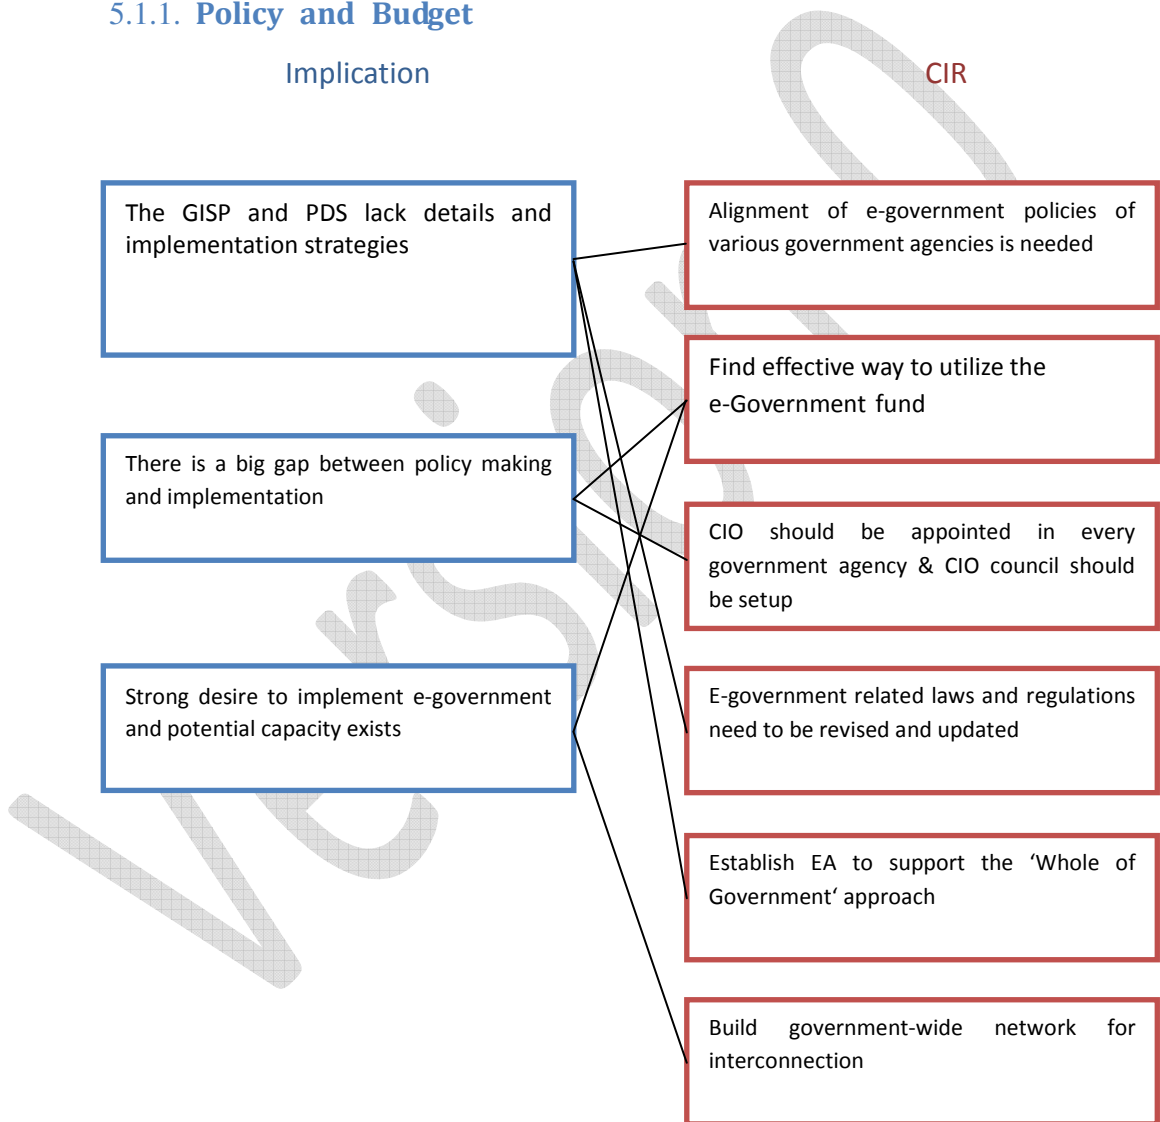 5.1.1. Policy and Budget
Implication
CIR
The GISP and PDS lack details and
implementation strategies
There is a big gap between policy making
and implementation
Strong desire to implement e-government
and potential capacity exists
Alignment of e-government policies of
various government agencies is needed
Find effective way to utilize the
e-Government fund
CIO should be appointed in every
government agency & CIO council should
be setup
E-government related laws and regulations
need to be revised and updated
Establish EA to support the ‘Whole of
Government‘ approach
Build government-wide network for
interconnection